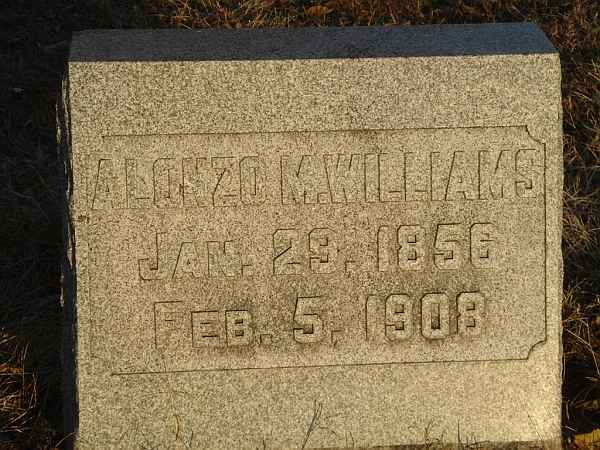 ALONZO M. WILLIAMS
JAN. 29, 1856
FEB. 5, 1908